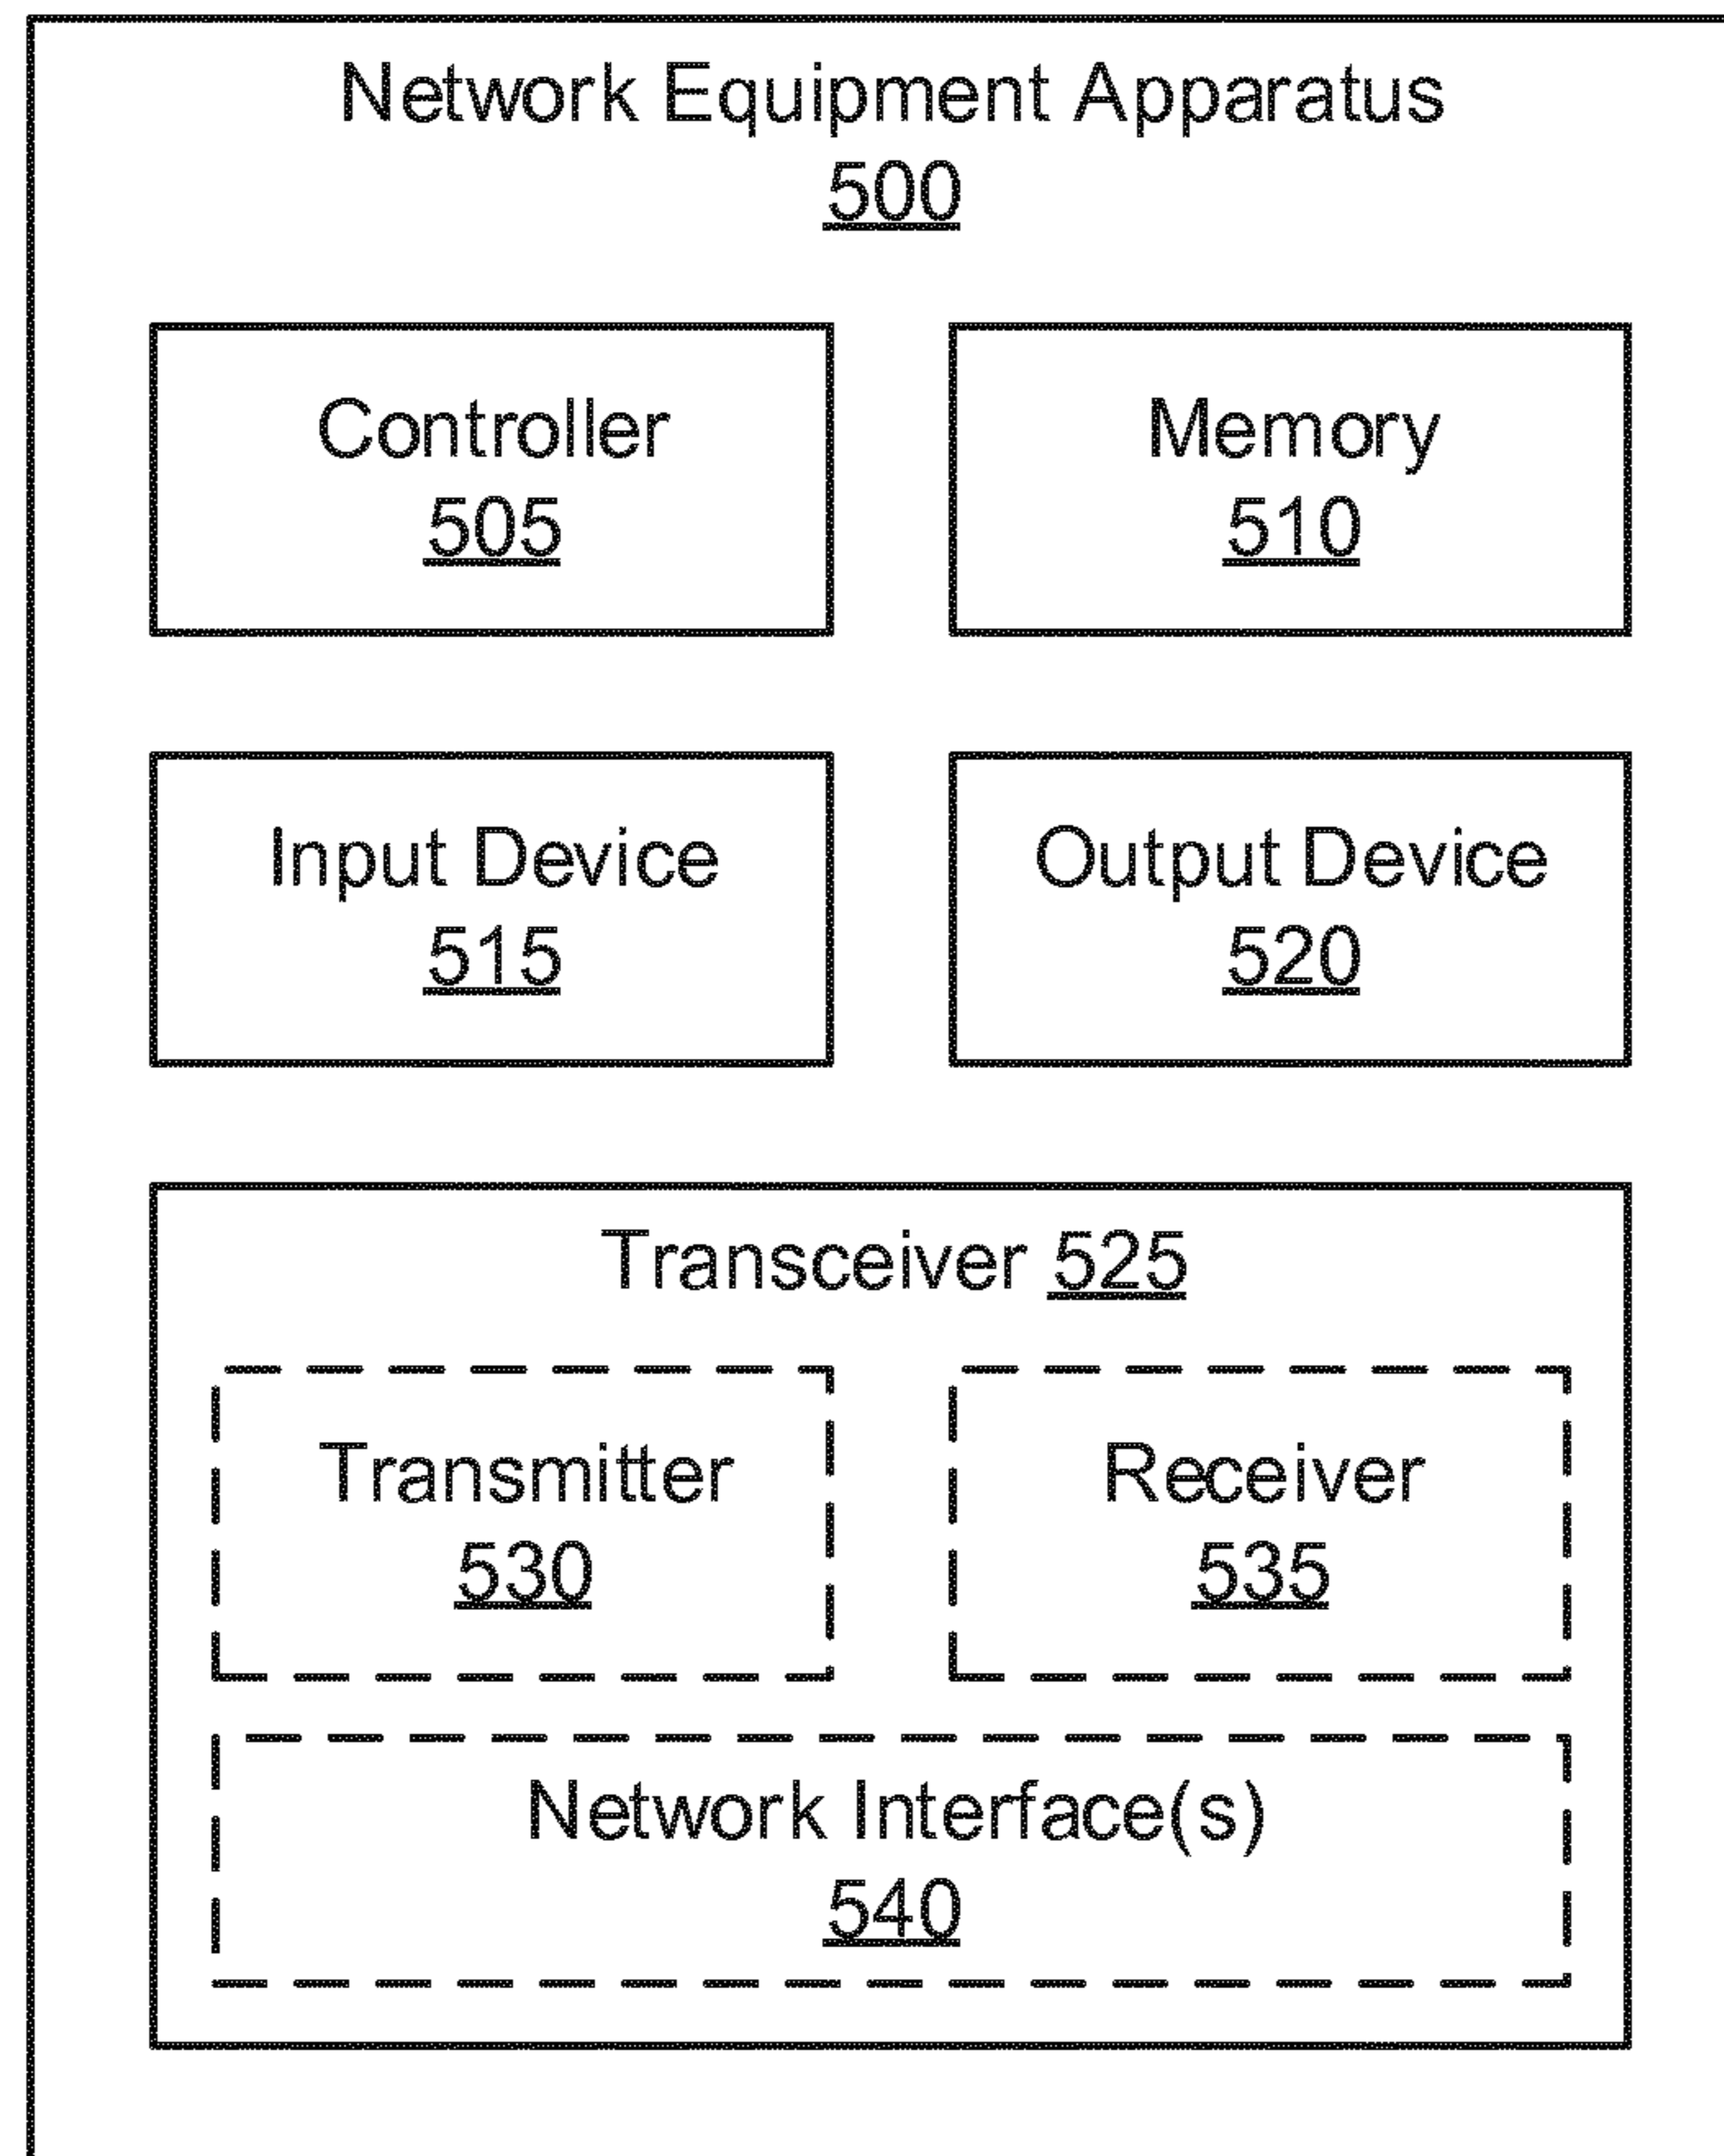 Network Equipment Apparatus
500
Controller
505
Memory
510
Input Device
515
Output Device
520
Transceiver 525
Transmitter
530
Receiver
535
Network Interface(s)
540